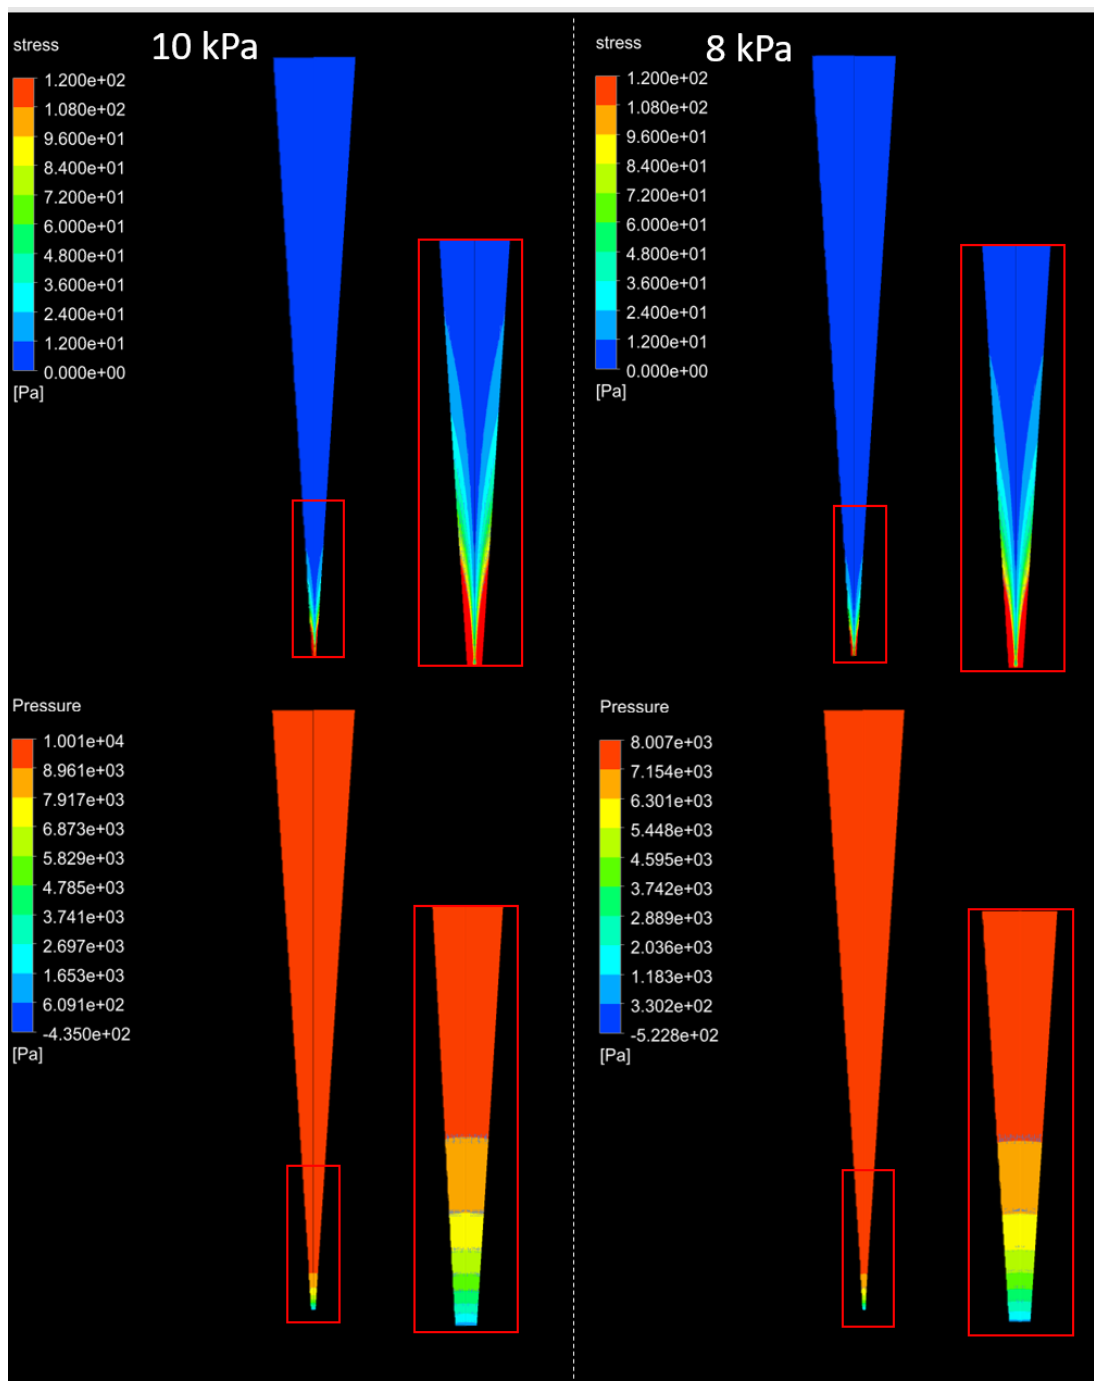 10 kPa
stress
1.200e+02
1.080e+02
9.600e+01
8.400e+01
7.200e+01
6.000e+01
4.800e+01
3.600e+01
2.400e+01
1.200e+01
0.000e+00
[Pa]
8 kPa
stress
1.200e+02
1.080e+02
9.600e+01
8.400e+01
7.200e+01
6.000e+01
4.800e+01
3.600e+01
2.400e+01
1.200e+01
0.000e+00
[Pa]
Pressure
1.001e+04
8.961e+03
7.917e+03
6.873e+03
5.829e+03
4.785e+03
3.741e+03
2.697e+03
1.653e+03
6.091e+02
-4.350e+02
[Pa]
Pressure
8.007e+03
7.154e+03
6.301e+03
5.448e+03
4.595e+03
3.742e+03
2.889e+03
2.036e+03
1.183e+03
3.302e+02
-5.228e+02
[Pa]